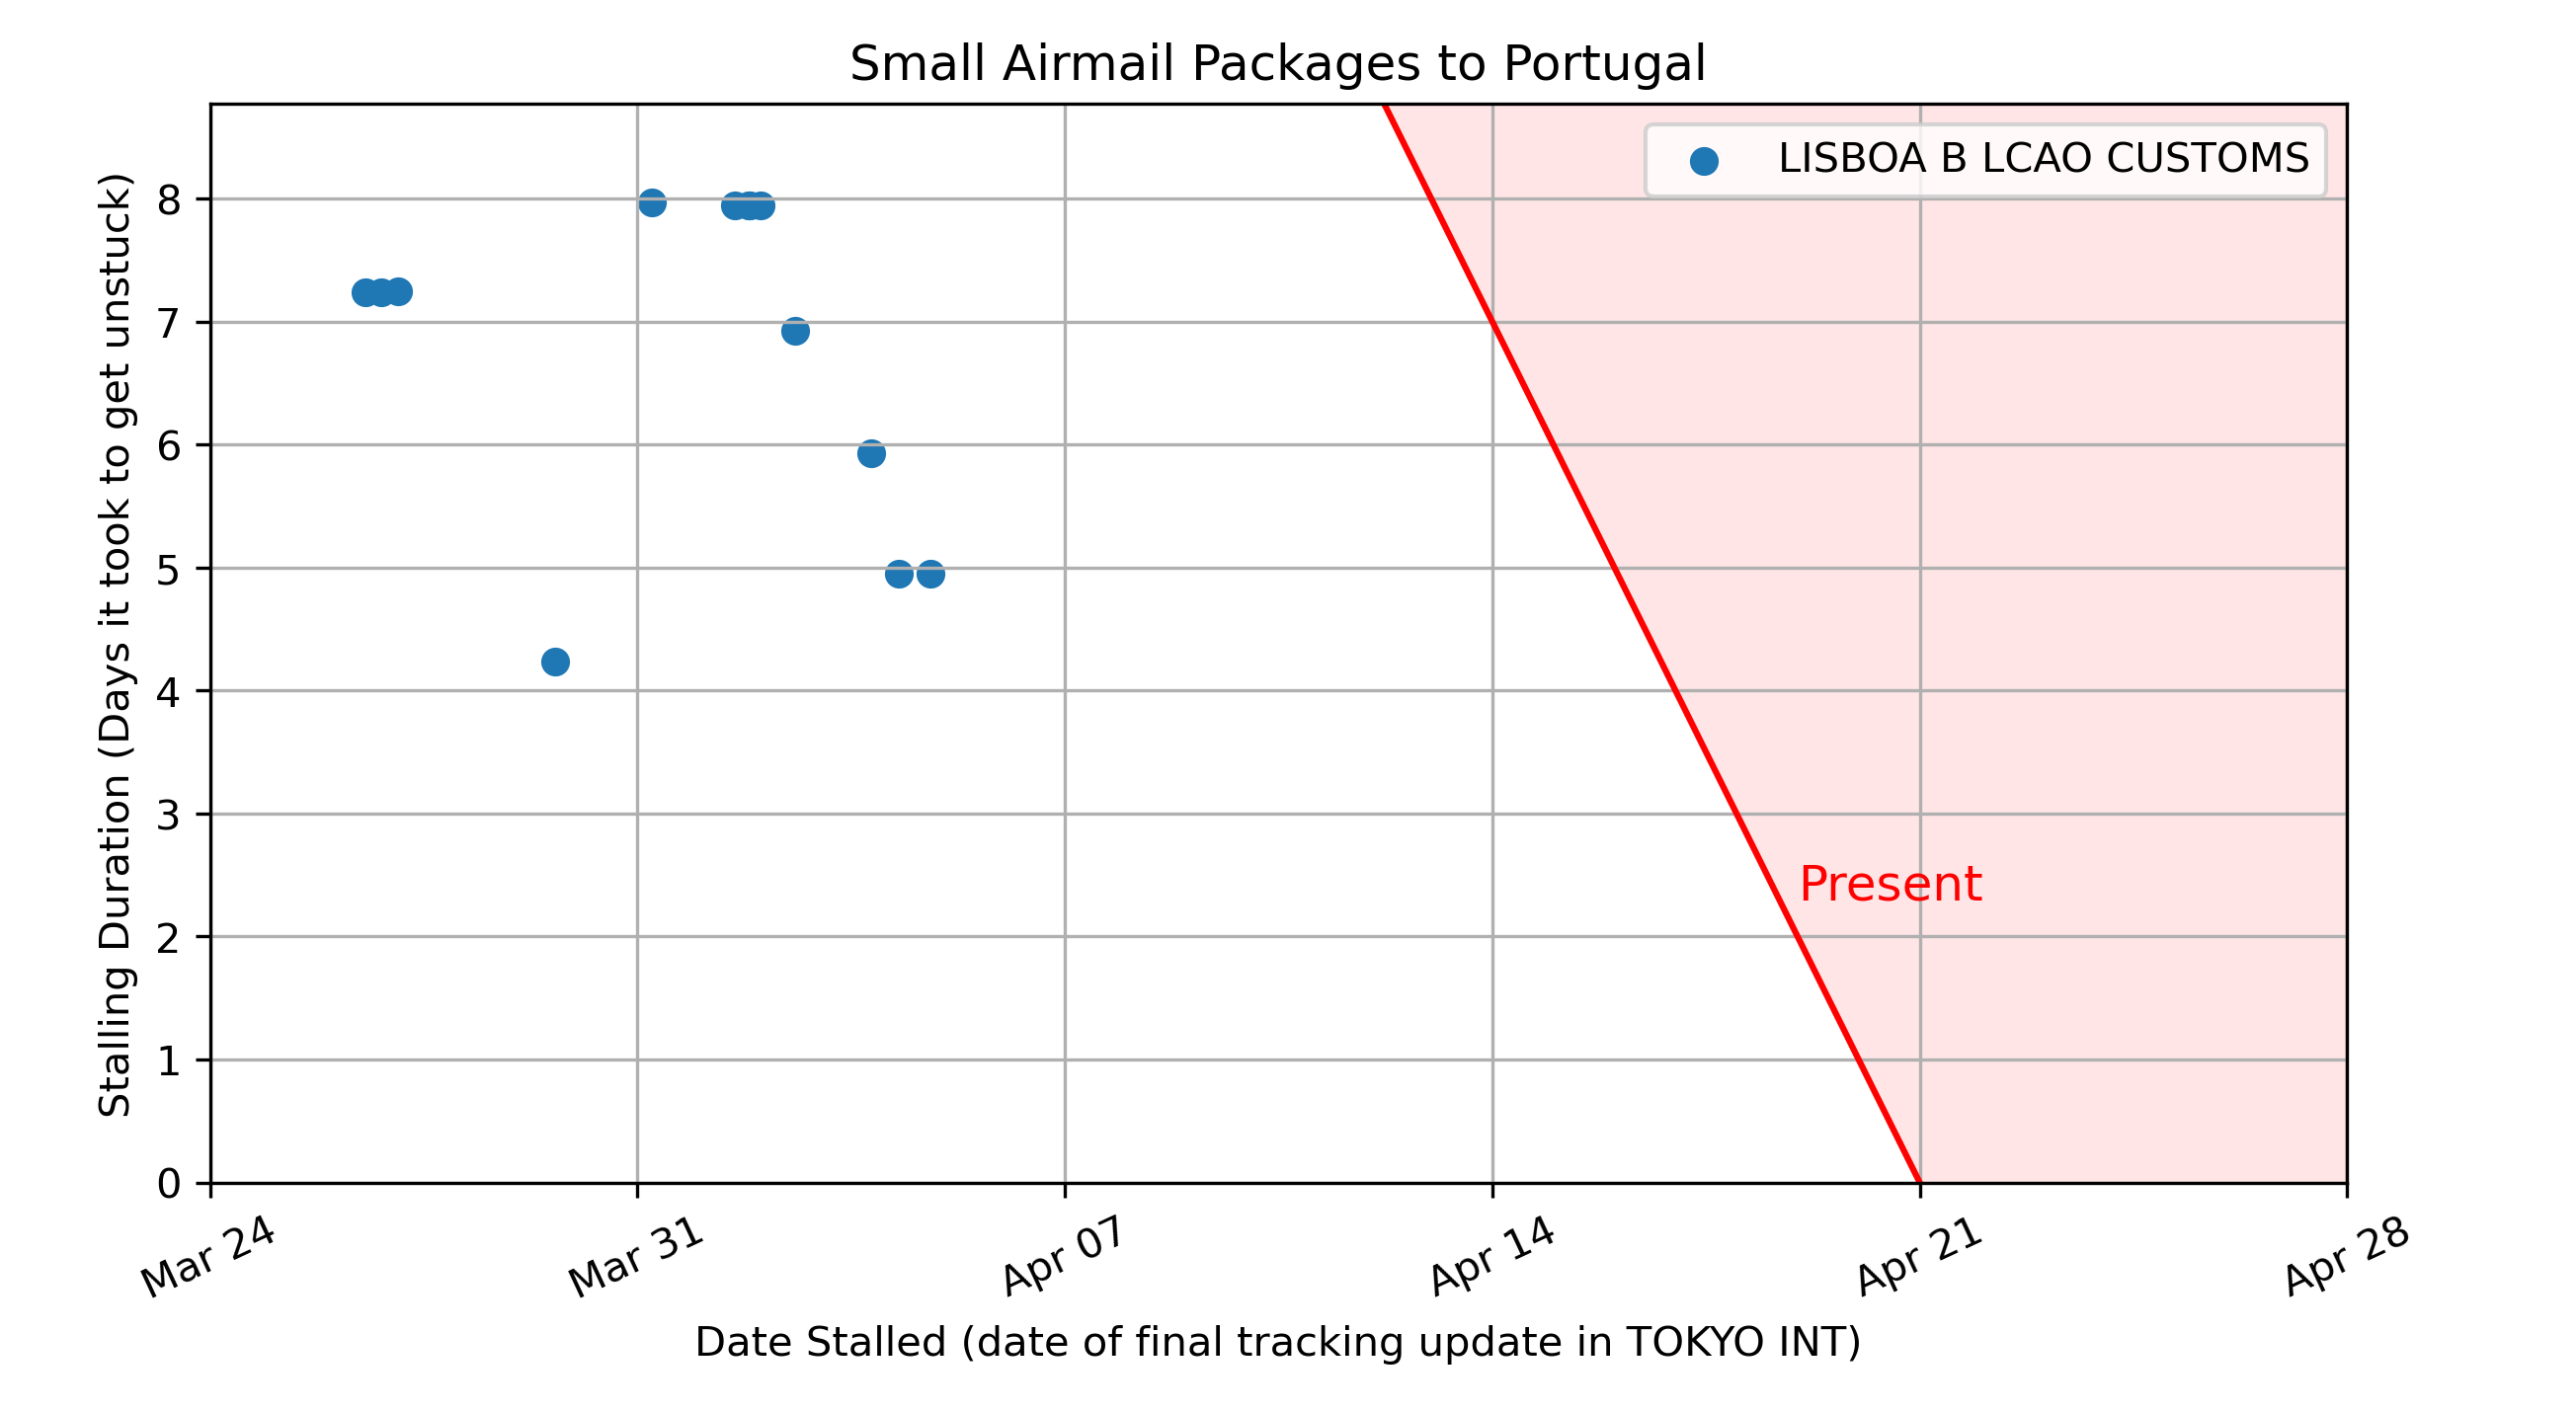 Small Airmail Packages to Portugal
LISBOA B LCAO CUSTOMS
Stalling Duration (Days it took to get unstuck)
8
7
6
5
4
3
2
1
0
Present
Mar 24
Mar 31
Apr 07
Apr 14
Apr 21
Apr 28
Date Stalled (date of final tracking update in TOKYO INT)